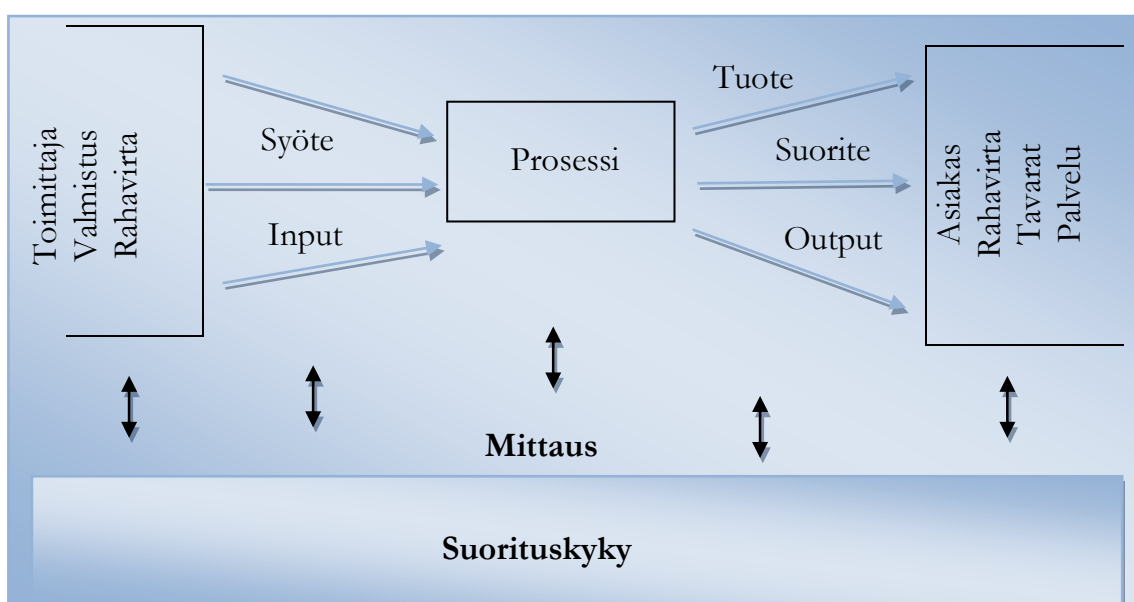 Toimittaja
Valmistus
Rahavirta
Syöte
Input
Prosessi
Tuote
Suorite
Output
Asiakas
Rahavirta
Tavarat
Palvelu
Mittaus
Suorituskyky